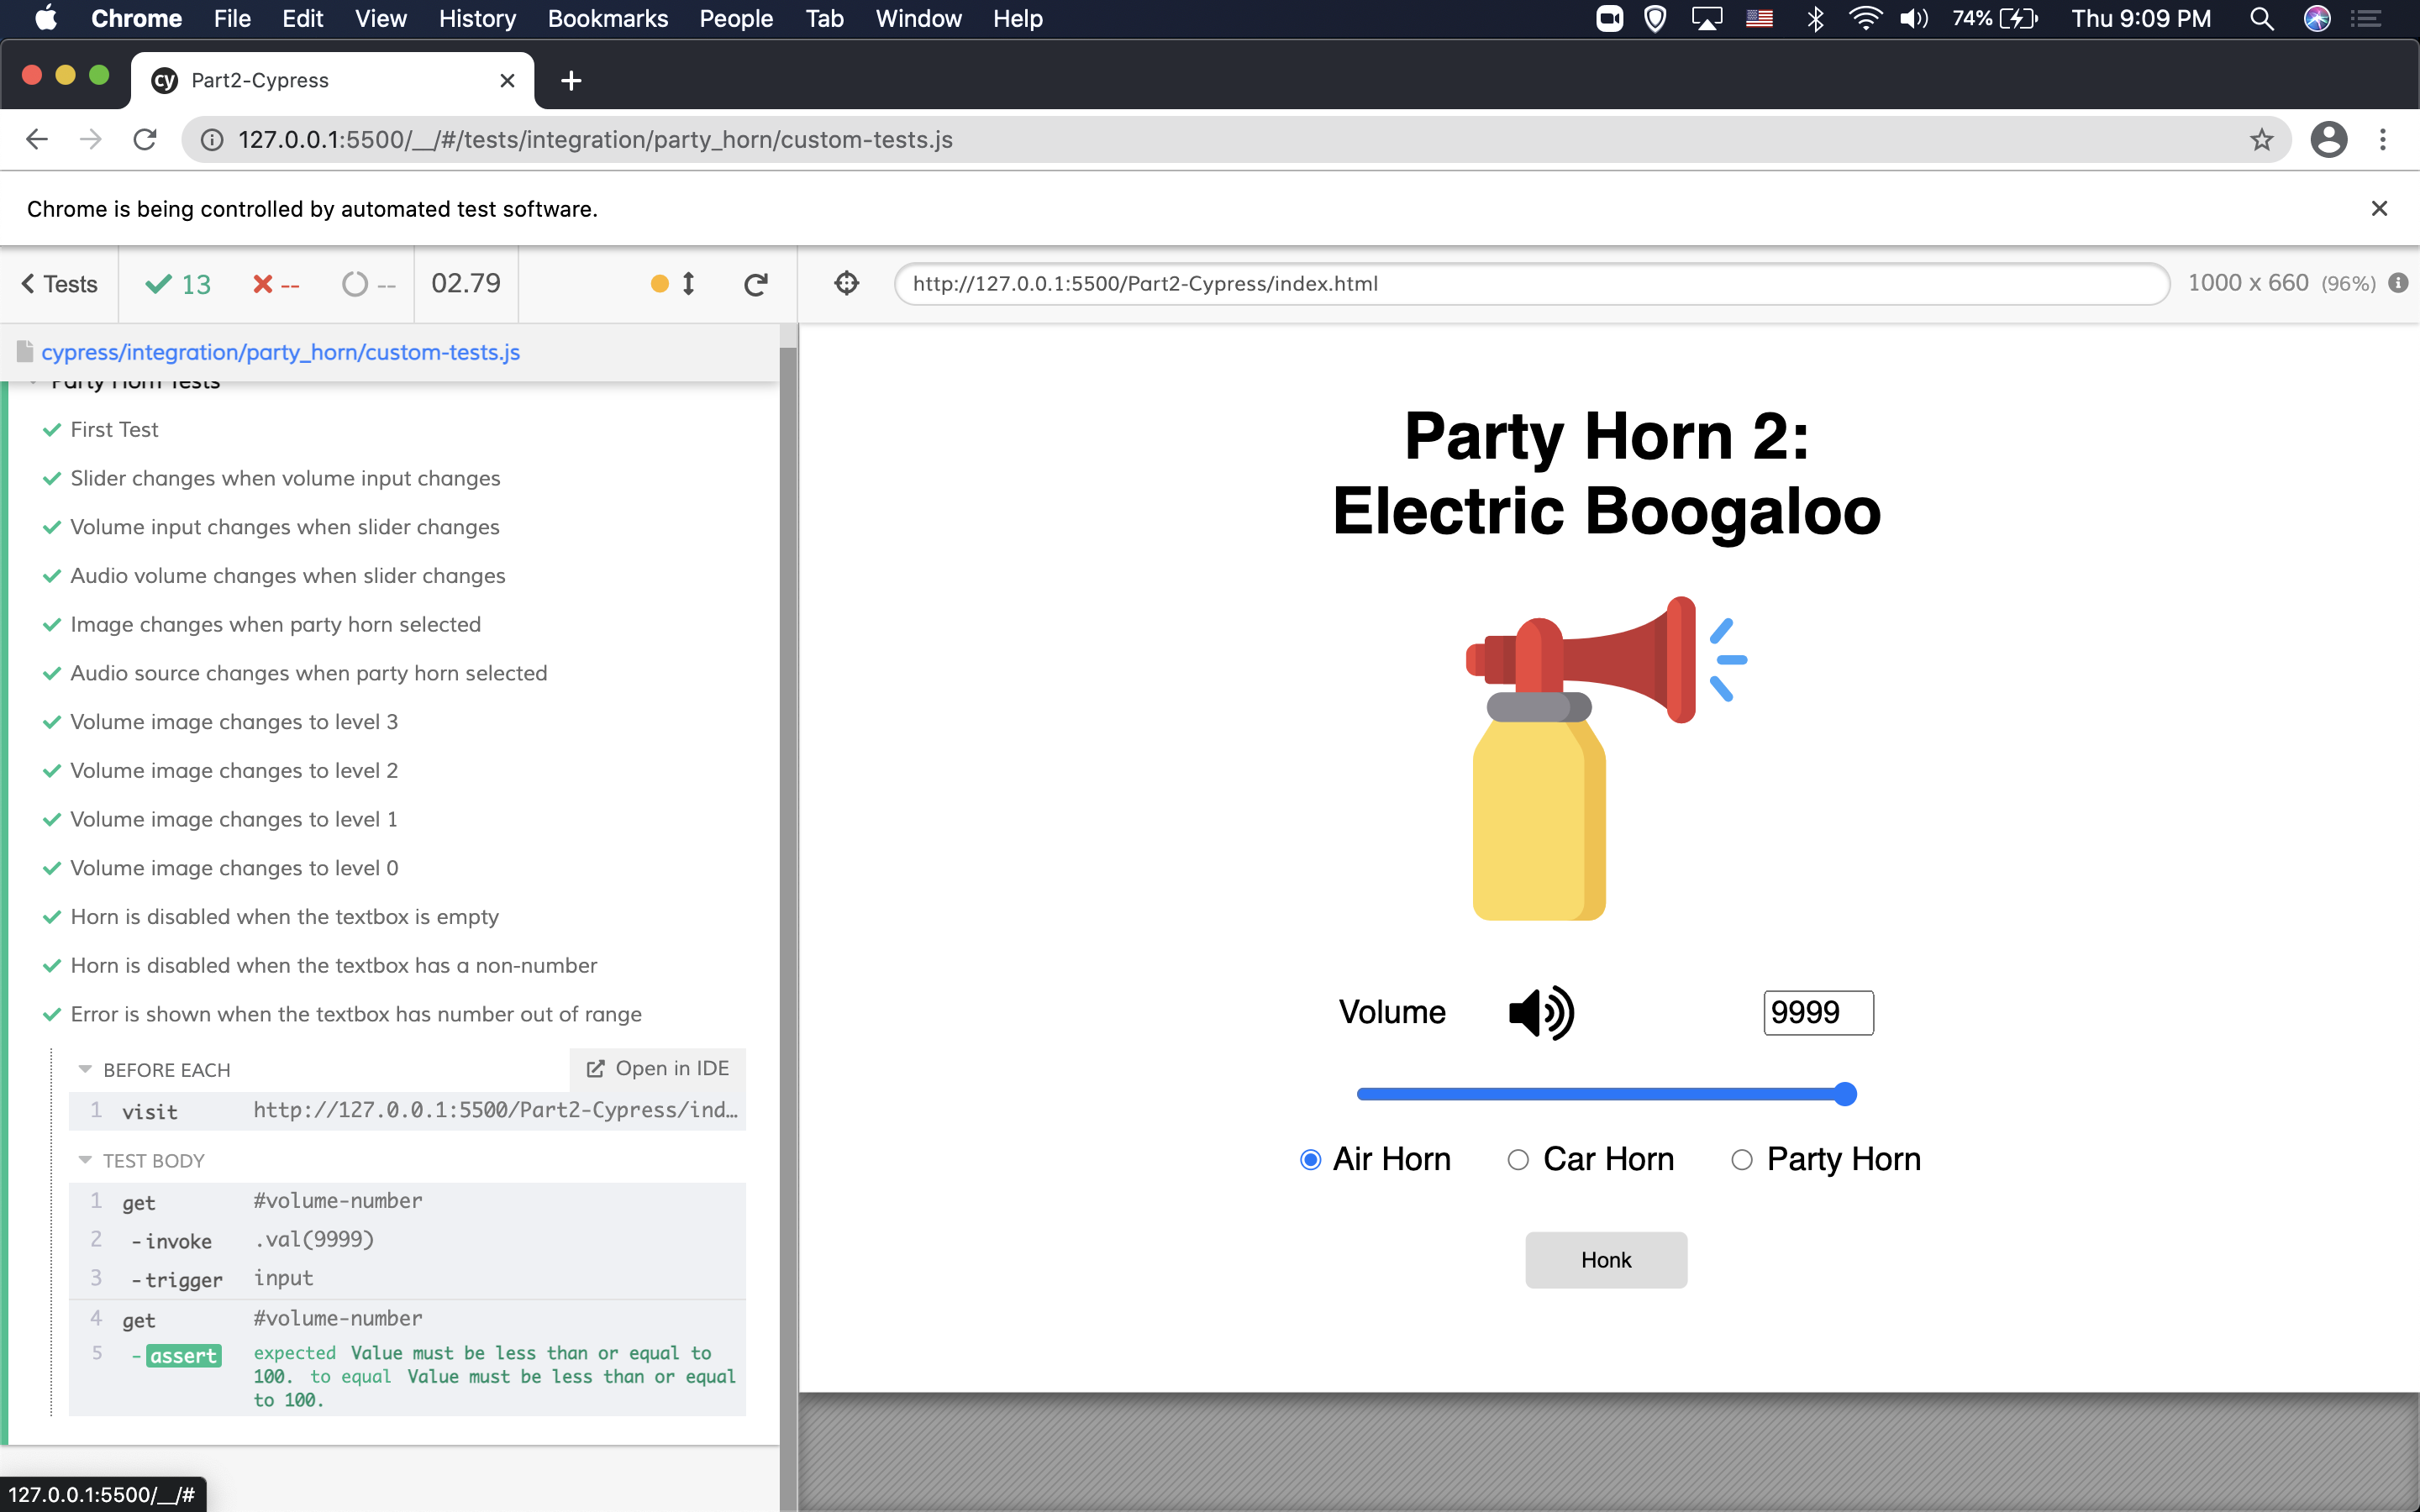 Chrome File Edit View History Bookmarks People Tab Window Help 74% Thu 9:09 PM
cy Part2-Cypress
127.0.0.1:5500/__/#/tests/integration/party_horn/custom-tests.js
Chrome is being controlled by automated test software.
Tests 13 -- -- 02.79 http://127.0.0.1:5500/Part2-Cypress/index.html 1000 x 660 (96%)
cypress/integration/party_horn/custom-tests.js
Party Horn Tests
First Test
Slider changes when volume input changes
Volume input changes when slider changes
Audio volume changes when slider changes
Image changes when party horn selected
Audio source changes when party horn selected
Volume image changes to level 3
Volume image changes to level 2
Volume image changes to level 1
Volume image changes to level 0
Horn is disabled when the textbox is empty
Horn is disabled when the textbox has a non-number
Error is shown when the textbox has number out of range
BEFORE EACH Open in IDE
1 visit http://127.0.0.1:5500/Part2-Cypress/ind…
TEST BODY
1 get #volume-number
2 -invoke .val(9999)
3 -trigger input
4 get #volume-number
5 -assert expected Value must be less than or equal to
100. to equal Value must be less than or equal
to 100.
127.0.0.1:5500/__/#
Party Horn 2:
Electric Boogaloo
Volume 9999
Air Horn Car Horn Party Horn
Honk